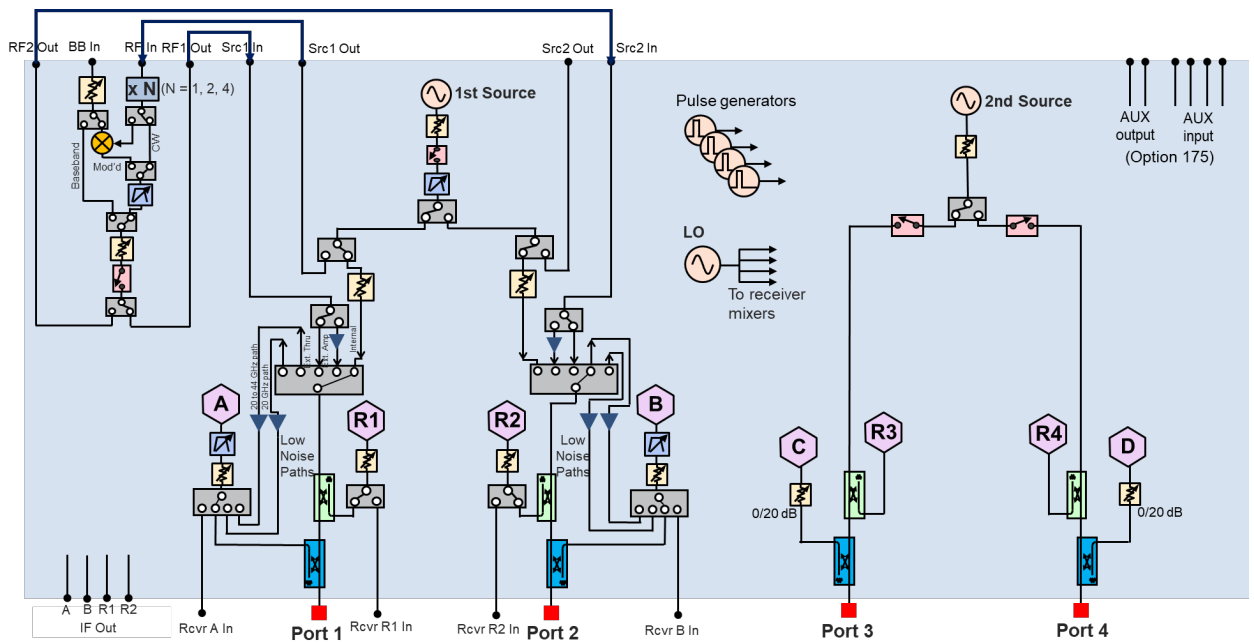 RF2 Out
BB In
RF In
RF1 Out
Src1 In
Src1 Out
Src2 Out
Src2 In
x N
(N = 1, 2, 4)
1st Source
Pulse generators
2nd Source
AUX
output
AUX
input
(Option 175)
Baseband
Mod'd
CW
LO
To receiver
mixers
20 to 44 GHz path
20 GHz path
Ext. Thru
Ext. Amp
Internal
A
R1
R2
B
C
R3
R4
D
Low
Noise
Paths
Low
Noise
Paths
0/20 dB
0/20 dB
A
B
R1
R2
IF Out
Rcvr A In
Port 1
Rcvr R1 In
Rcvr R2 In
Port 2
Rcvr B In
Port 3
Port 4